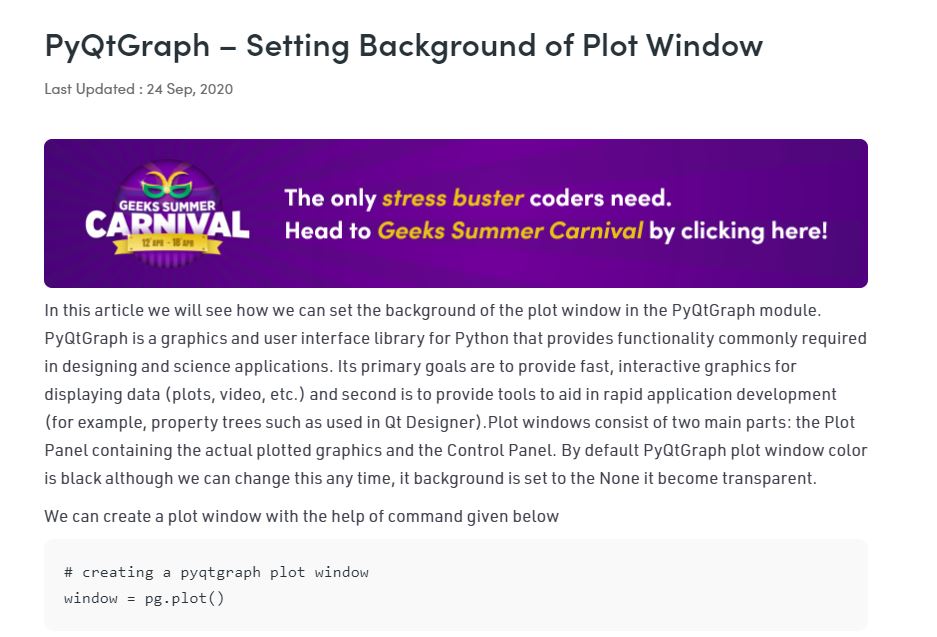 PyQtGraph – Setting Background of Plot Window
Last Updated : 24 Sep, 2020
GEEKS SUMMER
CARNIVAL
12 APR - 18 APR
The only stress buster coders need.
Head to Geeks Summer Carnival by clicking here!
In this article we will see how we can set the background of the plot window in the PyQtGraph module.
PyQtGraph is a graphics and user interface library for Python that provides functionality commonly required
in designing and science applications. Its primary goals are to provide fast, interactive graphics for
displaying data (plots, video, etc.) and second is to provide tools to aid in rapid application development
(for example, property trees such as used in Qt Designer).Plot windows consist of two main parts: the Plot
Panel containing the actual plotted graphics and the Control Panel. By default PyQtGraph plot window color
is black although we can change this any time, it background is set to the None it become transparent.
We can create a plot window with the help of command given below
# creating a pyqtgraph plot window
window = pg.plot()